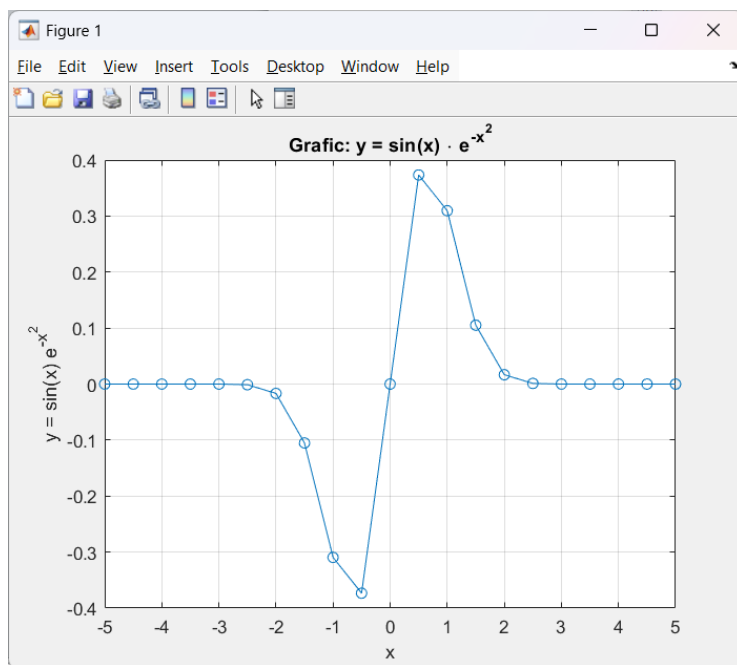 Figure 1
File Edit View Insert Tools Desktop Window Help
Grafic: y = sin(x) · e^-x^2
0.4
0.3
0.2
0.1
0
-0.1
-0.2
-0.3
-0.4
y = sin(x) e^-x^2
-5 -4 -3 -2 -1 0 1 2 3 4 5
x